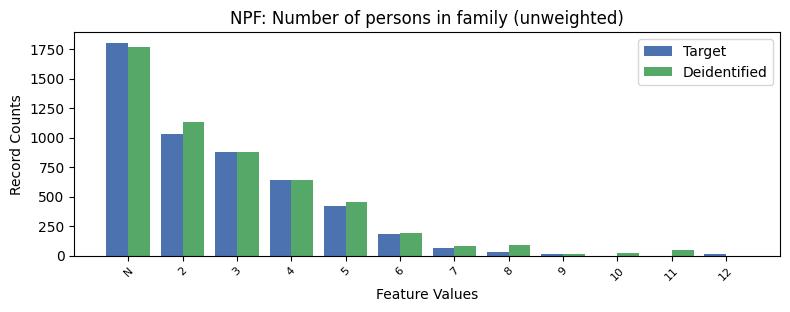 NPF: Number of persons in family (unweighted)
Target
Deidentified
Record Counts
1750
1500
1250
1000
750
500
250
0
N 2 3 4 5 6 7 8 9 10 11 12
Feature Values